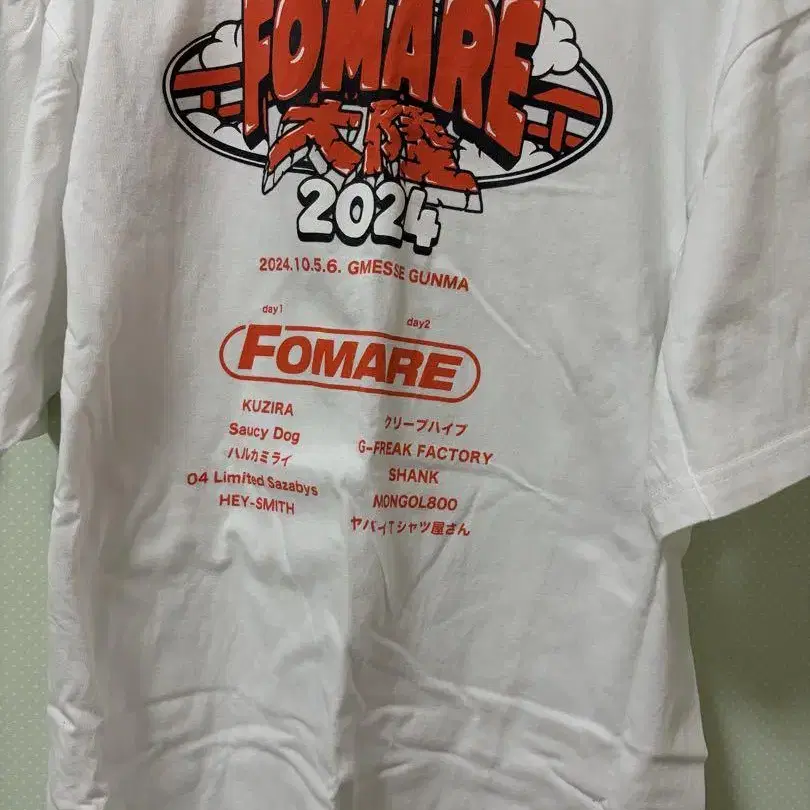 FOMARE
大陸
2024
2024.10.5.6. GMESSE GUNMA
day1
day2
FOMARE
KUZIRA
Saucy Dog
ハルカミライ
04 Limited Sazabys
HEY-SMITH
クリープハイプ
G-FREAK FACTORY
SHANK
MONGOL800
ヤバイTシャツ屋さん